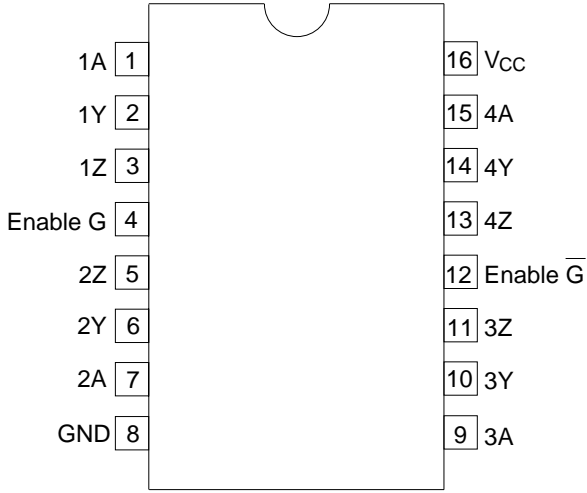 1A 1 16 VCC
1Y 2 15 4A
1Z 3 14 4Y
Enable G 4 13 4Z
2Z 5 12 Enable G̅
2Y 6 11 3Z
2A 7 10 3Y
GND 8 9 3A